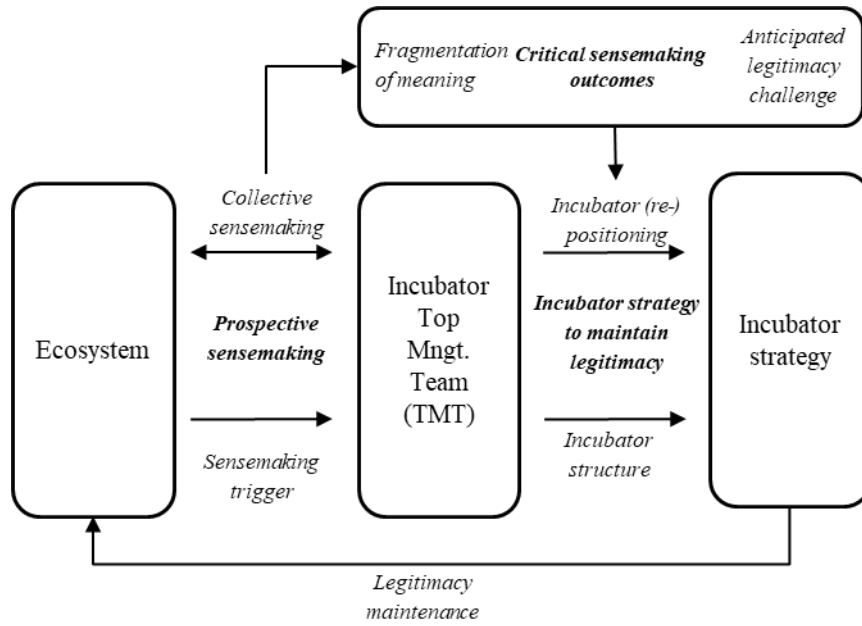 Fragmentation
of meaning
Critical sensemaking
outcomes
Anticipated
legitimacy
challenge
Collective
sensemaking
Incubator (re-)
positioning
Ecosystem
Prospective
sensemaking
Incubator
Top
Mngt.
Team
(TMT)
Incubator strategy
to maintain
legitimacy
Incubator
strategy
Sensemaking
trigger
Incubator
structure
Legitimacy
maintenance